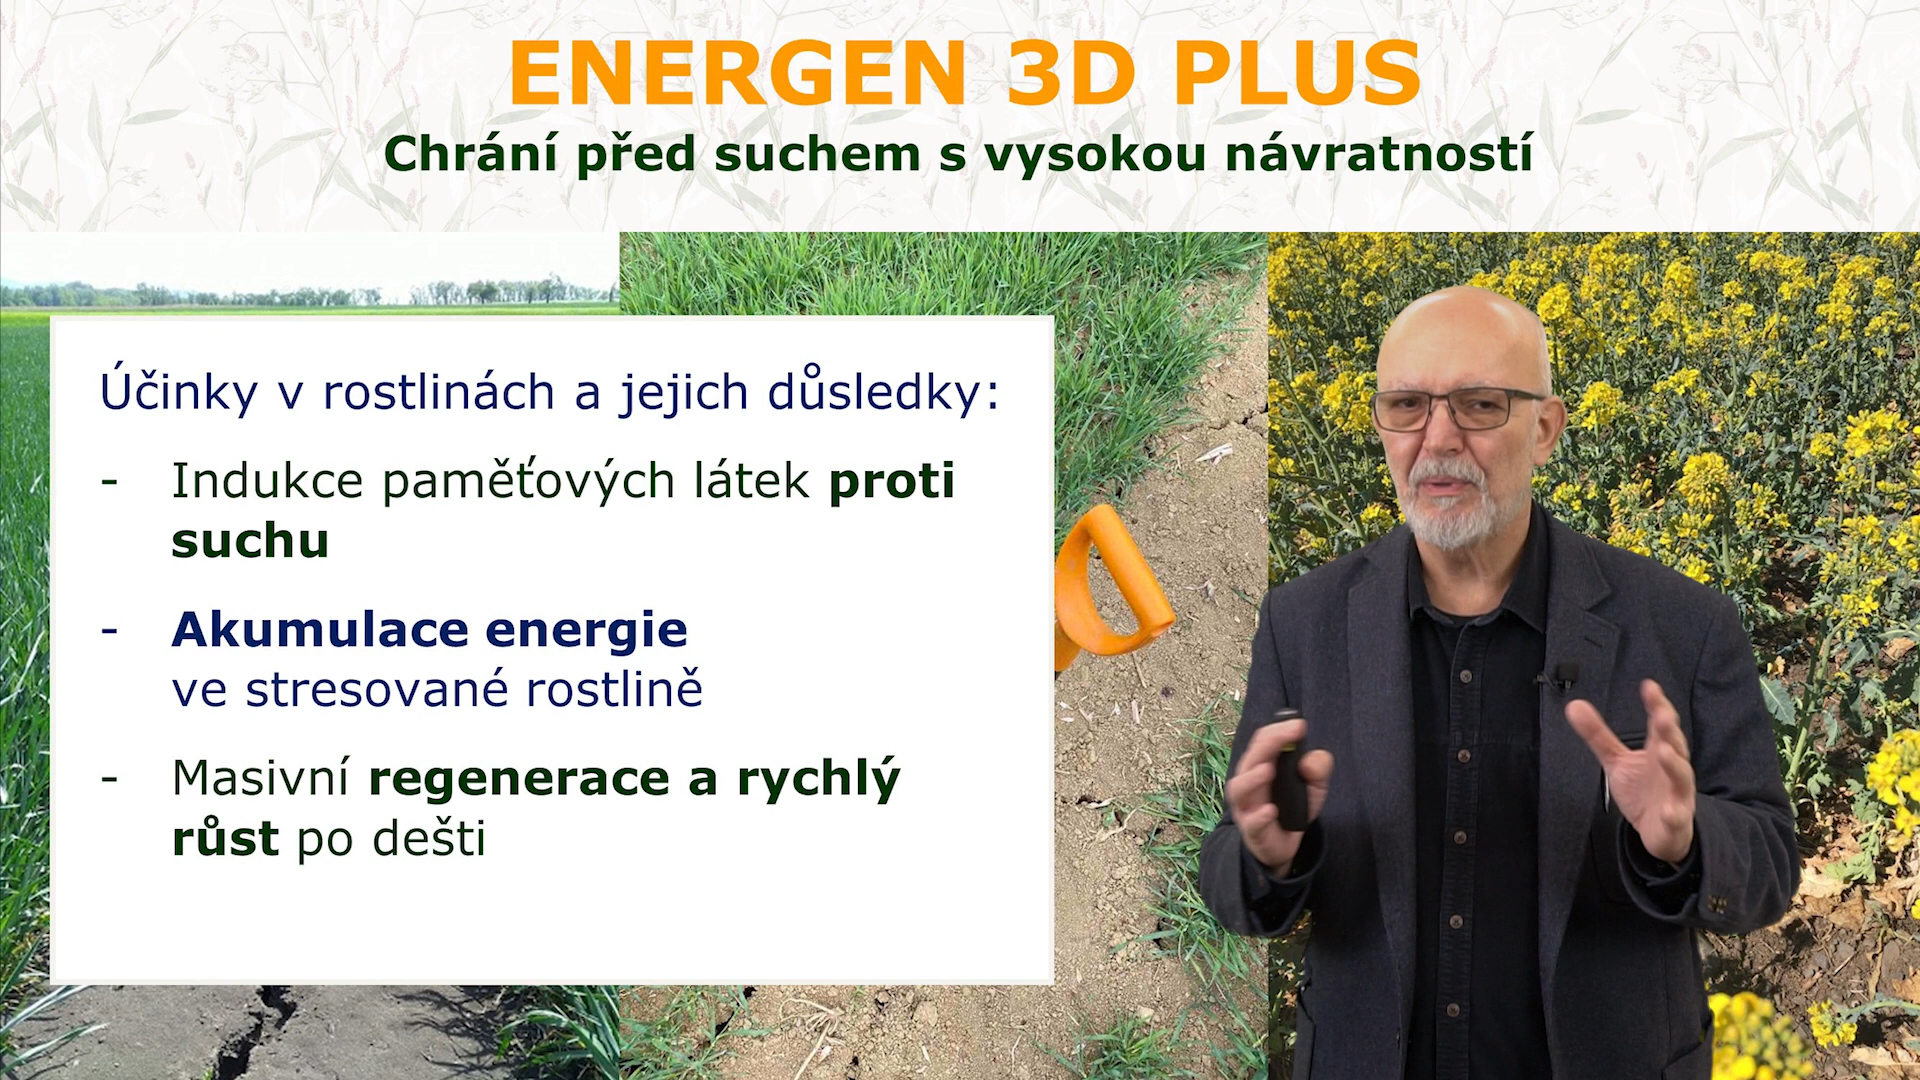 ENERGEN 3D PLUS
Chrání před suchem s vysokou návratností
Účinky v rostlinách a jejich důsledky:
- Indukce paměťových látek proti
suchu
- Akumulace energie
ve stresované rostlině
- Masivní regenerace a rychlý
růst po dešti